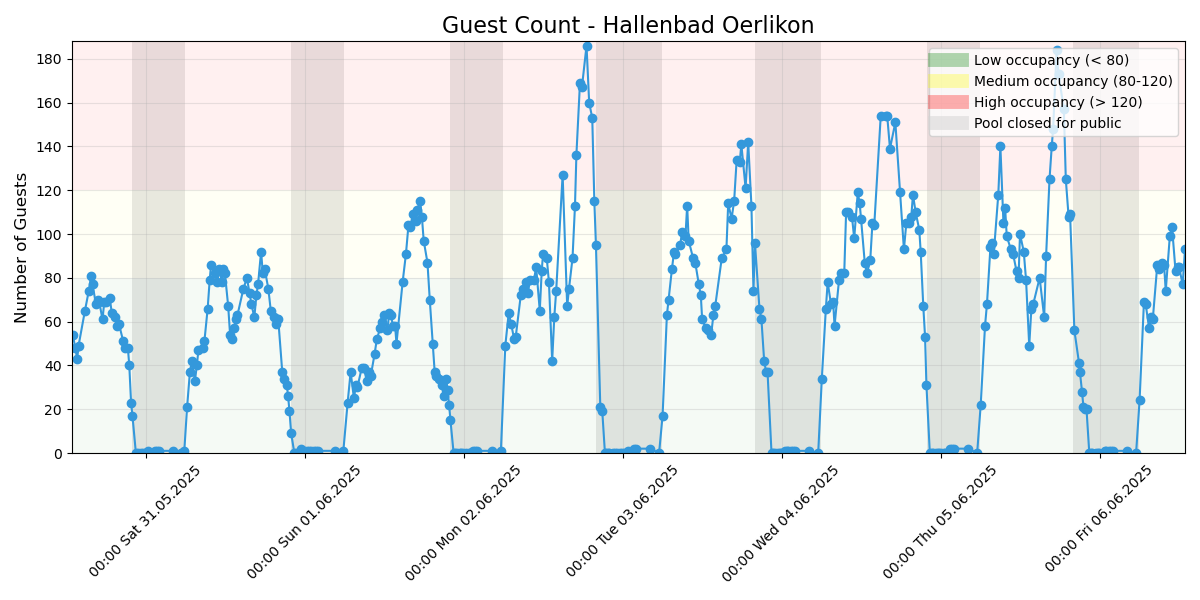 Guest Count - Hallenbad Oerlikon
Number of Guests
180
160
140
120
100
80
60
40
20
0
Low occupancy (< 80)
Medium occupancy (80-120)
High occupancy (> 120)
Pool closed for public
00:00 Sat 31.05.2025
00:00 Sun 01.06.2025
00:00 Mon 02.06.2025
00:00 Tue 03.06.2025
00:00 Wed 04.06.2025
00:00 Thu 05.06.2025
00:00 Fri 06.06.2025